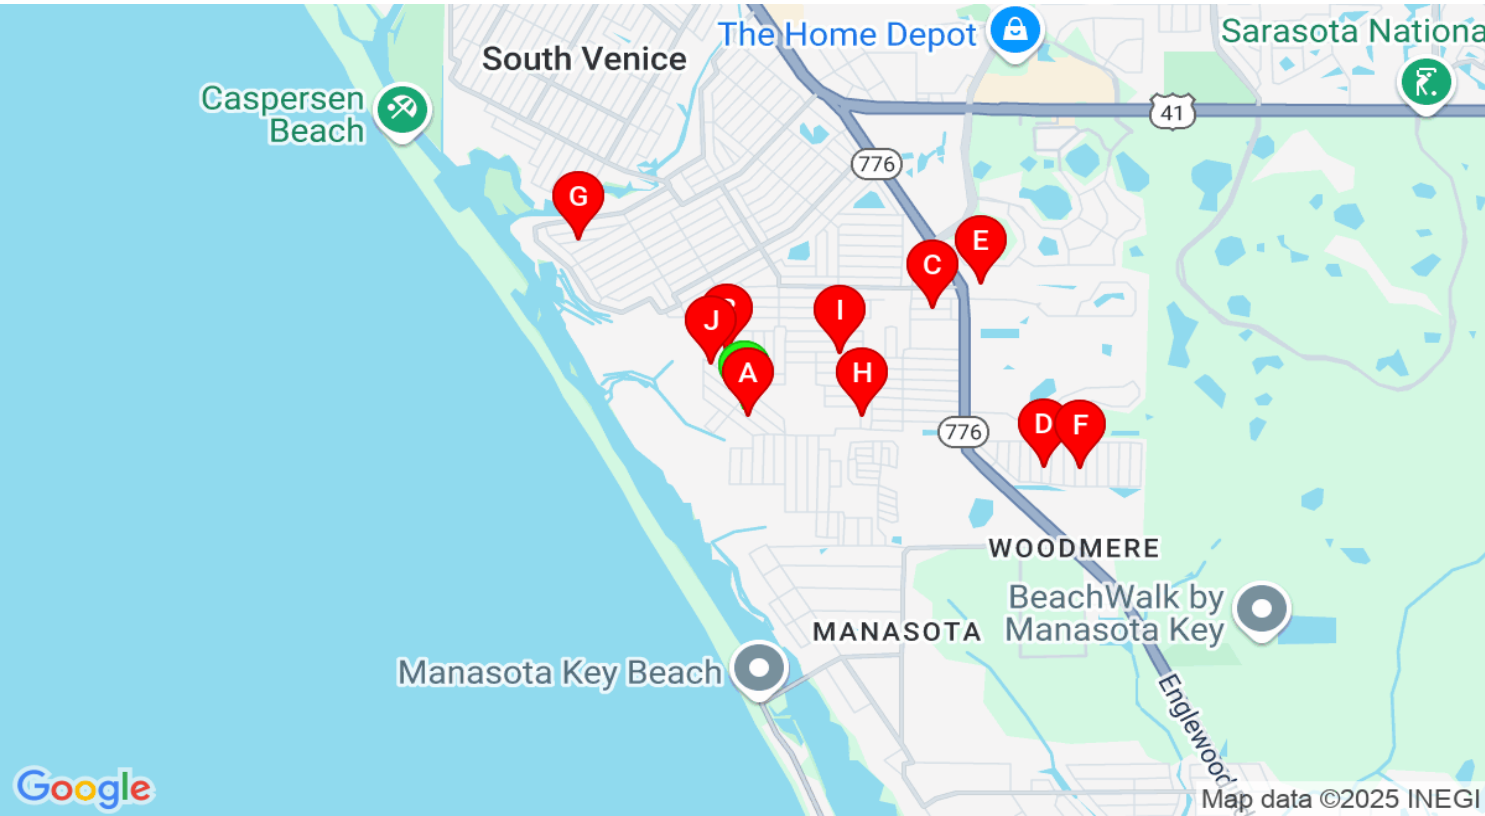 The Home Depot
Sarasota Nationa
South Venice
Caspersen
Beach
41
776
G
E
C
I
J
A
H
776
D
F
WOODMERE
BeachWalk by
Manasota Key
MANASOTA
Manasota Key Beach
Englewood
Google
Map data ©2025 INEGI